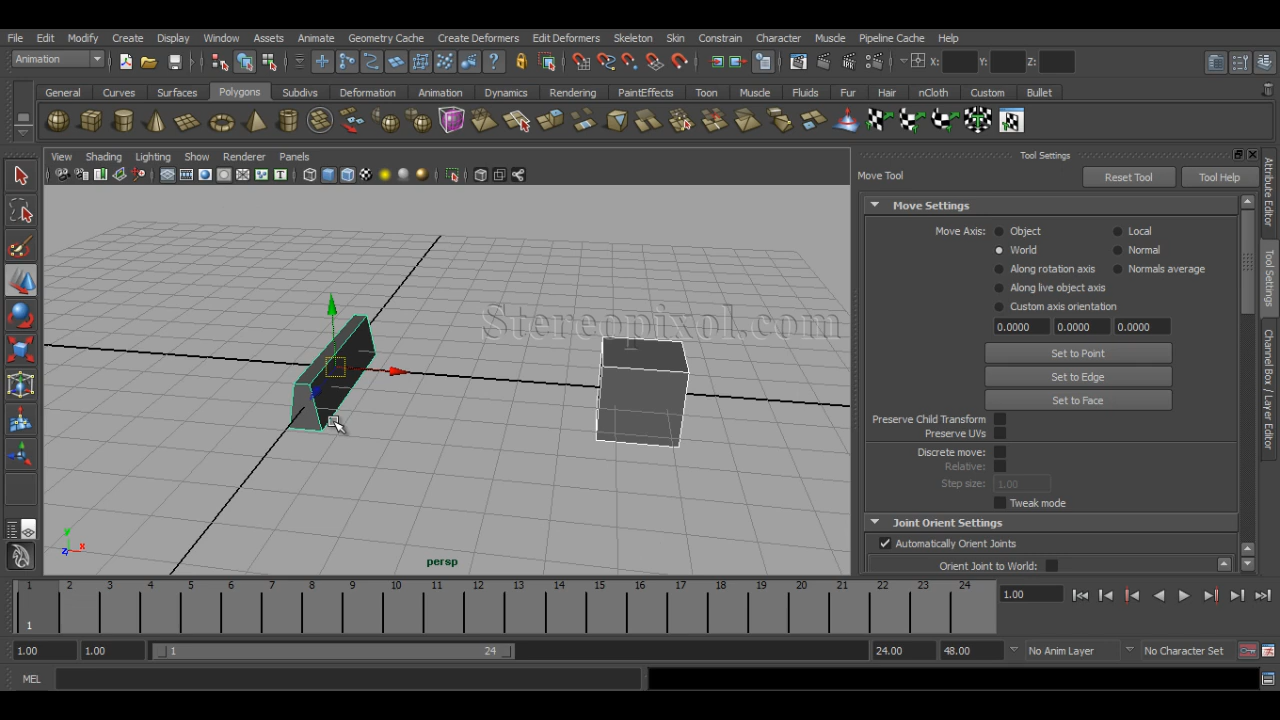 File Edit Modify Create Display Window Assets Animate Geometry Cache Create Deformers Edit Deformers Skeleton Skin Constrain Character Muscle Pipeline Cache Help
Animation X: Y: Z:
General Curves Surfaces Polygons Subdivs Deformation Animation Dynamics Rendering PaintEffects Toon Muscle Fluids Fur Hair nCloth Custom Bullet
View Shading Lighting Show Renderer Panels
Tool Settings
Move Tool Reset Tool Tool Help
Move Settings
Move Axis: Object Local
World Normal
Along rotation axis Normals average
Along live object axis
Custom axis orientation
0.0000 0.0000 0.0000
Set to Point
Set to Edge
Set to Face
Preserve Child Transform
Preserve UVs
Discrete move:
Relative:
Step size: 1.00
Tweak mode
Joint Orient Settings
Automatically Orient Joints
Orient Joint to World:
Attribute Editor
Tool Settings
Channel Box / Layer Editor
Stereopixol.com
y
z x
persp
1 2 3 4 5 6 7 8 9 10 11 12 13 14 15 16 17 18 19 20 21 22 23 24
1
1.00
1.00 1.00 1 24 24.00 48.00 No Anim Layer No Character Set
MEL